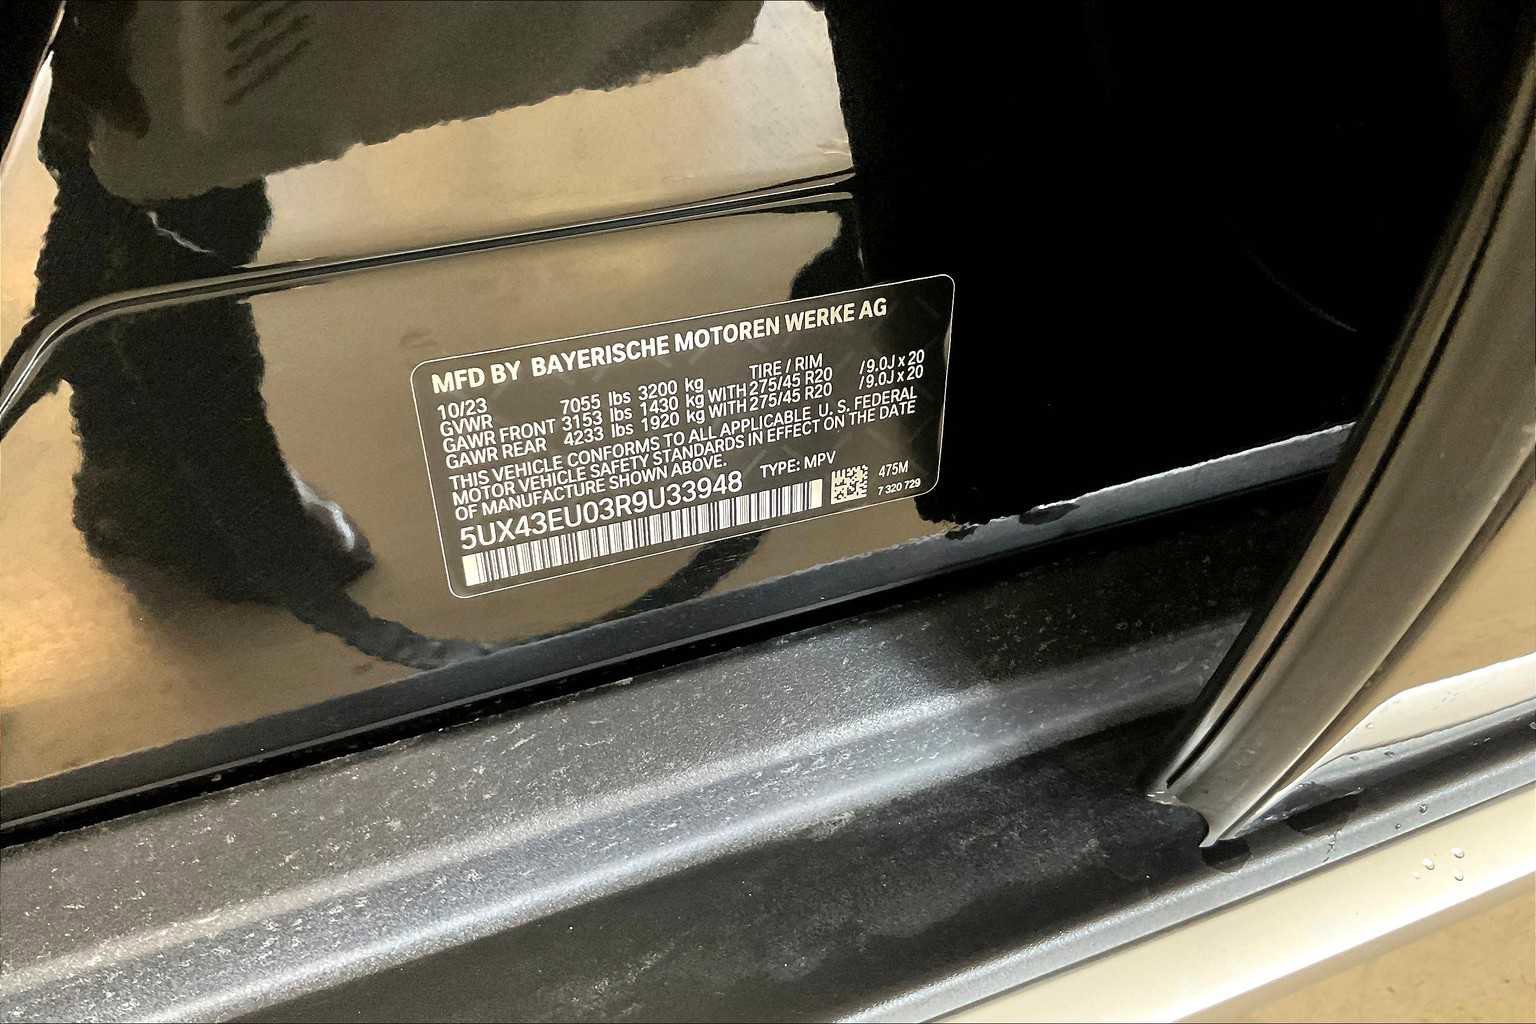 MFD BY BAYERISCHE MOTOREN WERKE AG
10/23 TIRE / RIM
GVWR 7055 lbs 3200 kg
GAWR FRONT 3153 lbs 1430 kg WITH 275/45 R20 / 9.0J x 20
GAWR REAR 4233 lbs 1920 kg WITH 275/45 R20 / 9.0J x 20
THIS VEHICLE CONFORMS TO ALL APPLICABLE U. S. FEDERAL
MOTOR VEHICLE SAFETY STANDARDS IN EFFECT ON THE DATE
OF MANUFACTURE SHOWN ABOVE.
5UX43EU03R9U33948 TYPE: MPV
475M
7 320 729